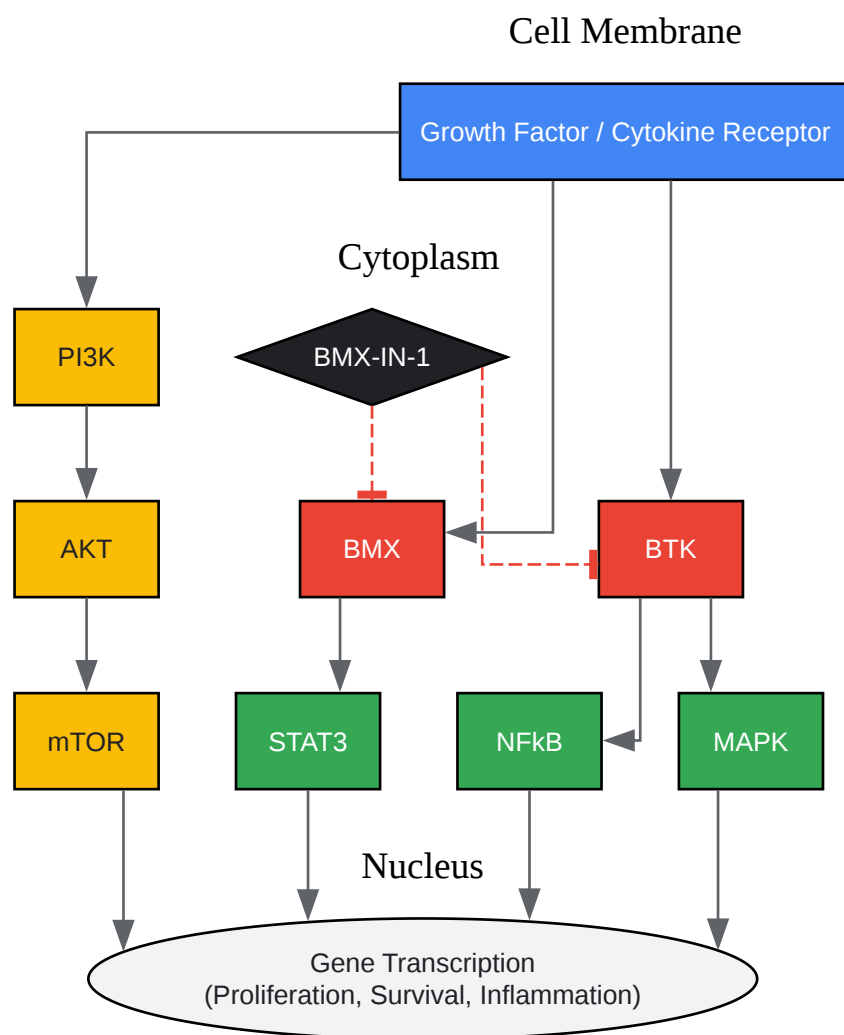 Cell Membrane
Growth Factor / Cytokine Receptor
Cytoplasm
PI3K
BMX-IN-1
AKT
BMX
BTK
mTOR
STAT3
NFkB
MAPK
Nucleus
Gene Transcription
(Proliferation, Survival, Inflammation)